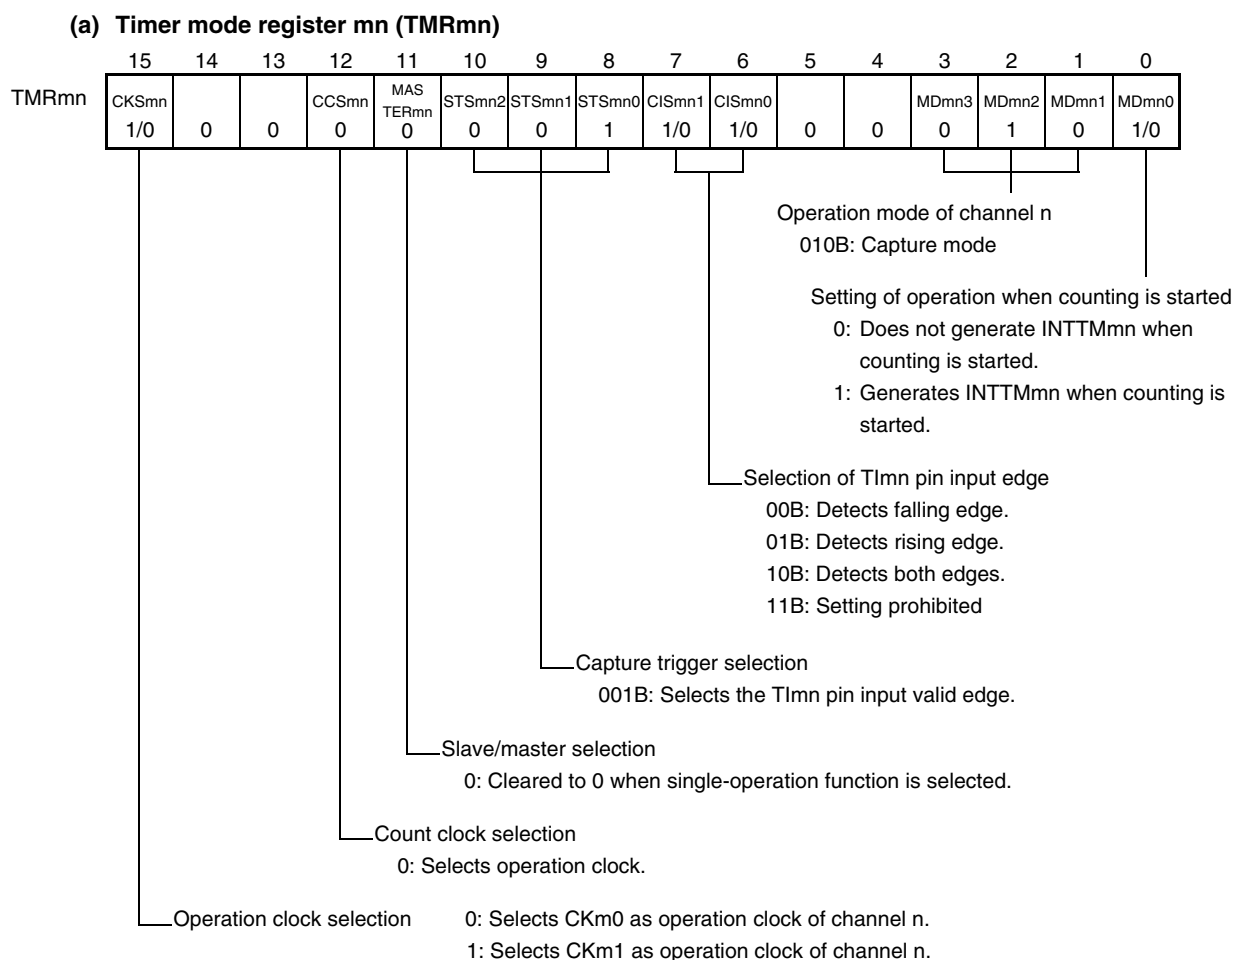 (a) Timer mode register mn (TMRmn)
15 14 13 12 11 10 9 8 7 6 5 4 3 2 1 0
TMRmn CKSmn CCSmn MAS TERmn STSmn2 STSmn1 STSmn0 CISmn1 CISmn0 MDmn3 MDmn2 MDmn1 MDmn0
1/0 0 0 0 0 0 0 1 1/0 1/0 0 0 0 1 0 1/0
Operation mode of channel n
010B: Capture mode
Setting of operation when counting is started
0: Does not generate INTTMmn when
counting is started.
1: Generates INTTMmn when counting is
started.
Selection of TImn pin input edge
00B: Detects falling edge.
01B: Detects rising edge.
10B: Detects both edges.
11B: Setting prohibited
Capture trigger selection
001B: Selects the TImn pin input valid edge.
Slave/master selection
0: Cleared to 0 when single-operation function is selected.
Count clock selection
0: Selects operation clock.
Operation clock selection 0: Selects CKm0 as operation clock of channel n.
1: Selects CKm1 as operation clock of channel n.